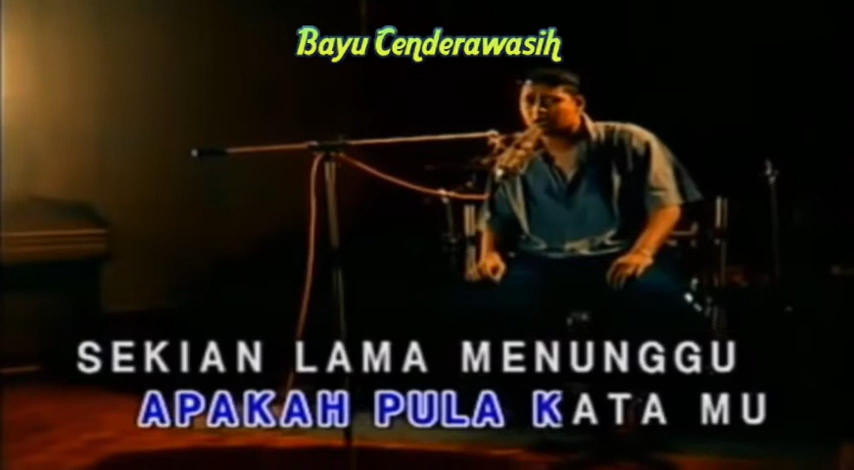 Bayu Cenderawasih
SEKIAN LAMA MENUNGGU
APAKAH PULA KATA MU